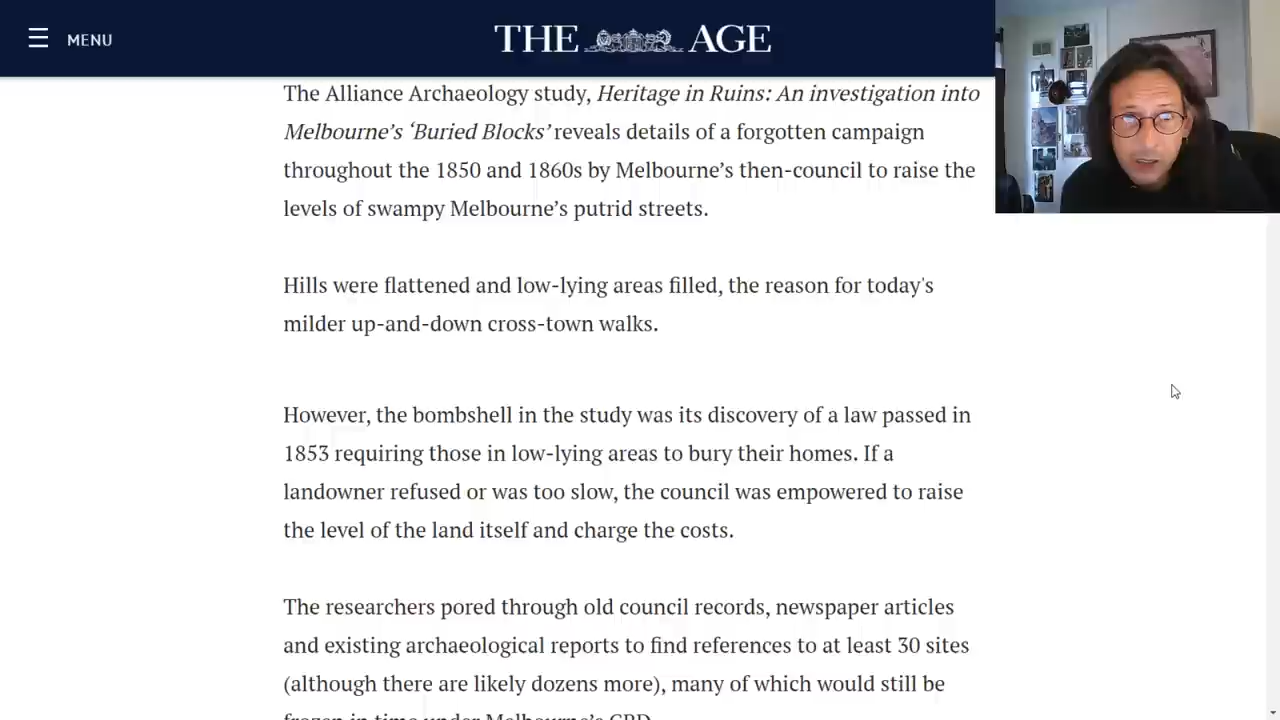 MENU
THE AGE
The Alliance Archaeology study, Heritage in Ruins: An investigation into
Melbourne’s ‘Buried Blocks’ reveals details of a forgotten campaign
throughout the 1850 and 1860s by Melbourne’s then-council to raise the
levels of swampy Melbourne’s putrid streets.
Hills were flattened and low-lying areas filled, the reason for today's
milder up-and-down cross-town walks.
However, the bombshell in the study was its discovery of a law passed in
1853 requiring those in low-lying areas to bury their homes. If a
landowner refused or was too slow, the council was empowered to raise
the level of the land itself and charge the costs.
The researchers pored through old council records, newspaper articles
and existing archaeological reports to find references to at least 30 sites
(although there are likely dozens more), many of which would still be
frozen in time under Melbourne’s CBD.